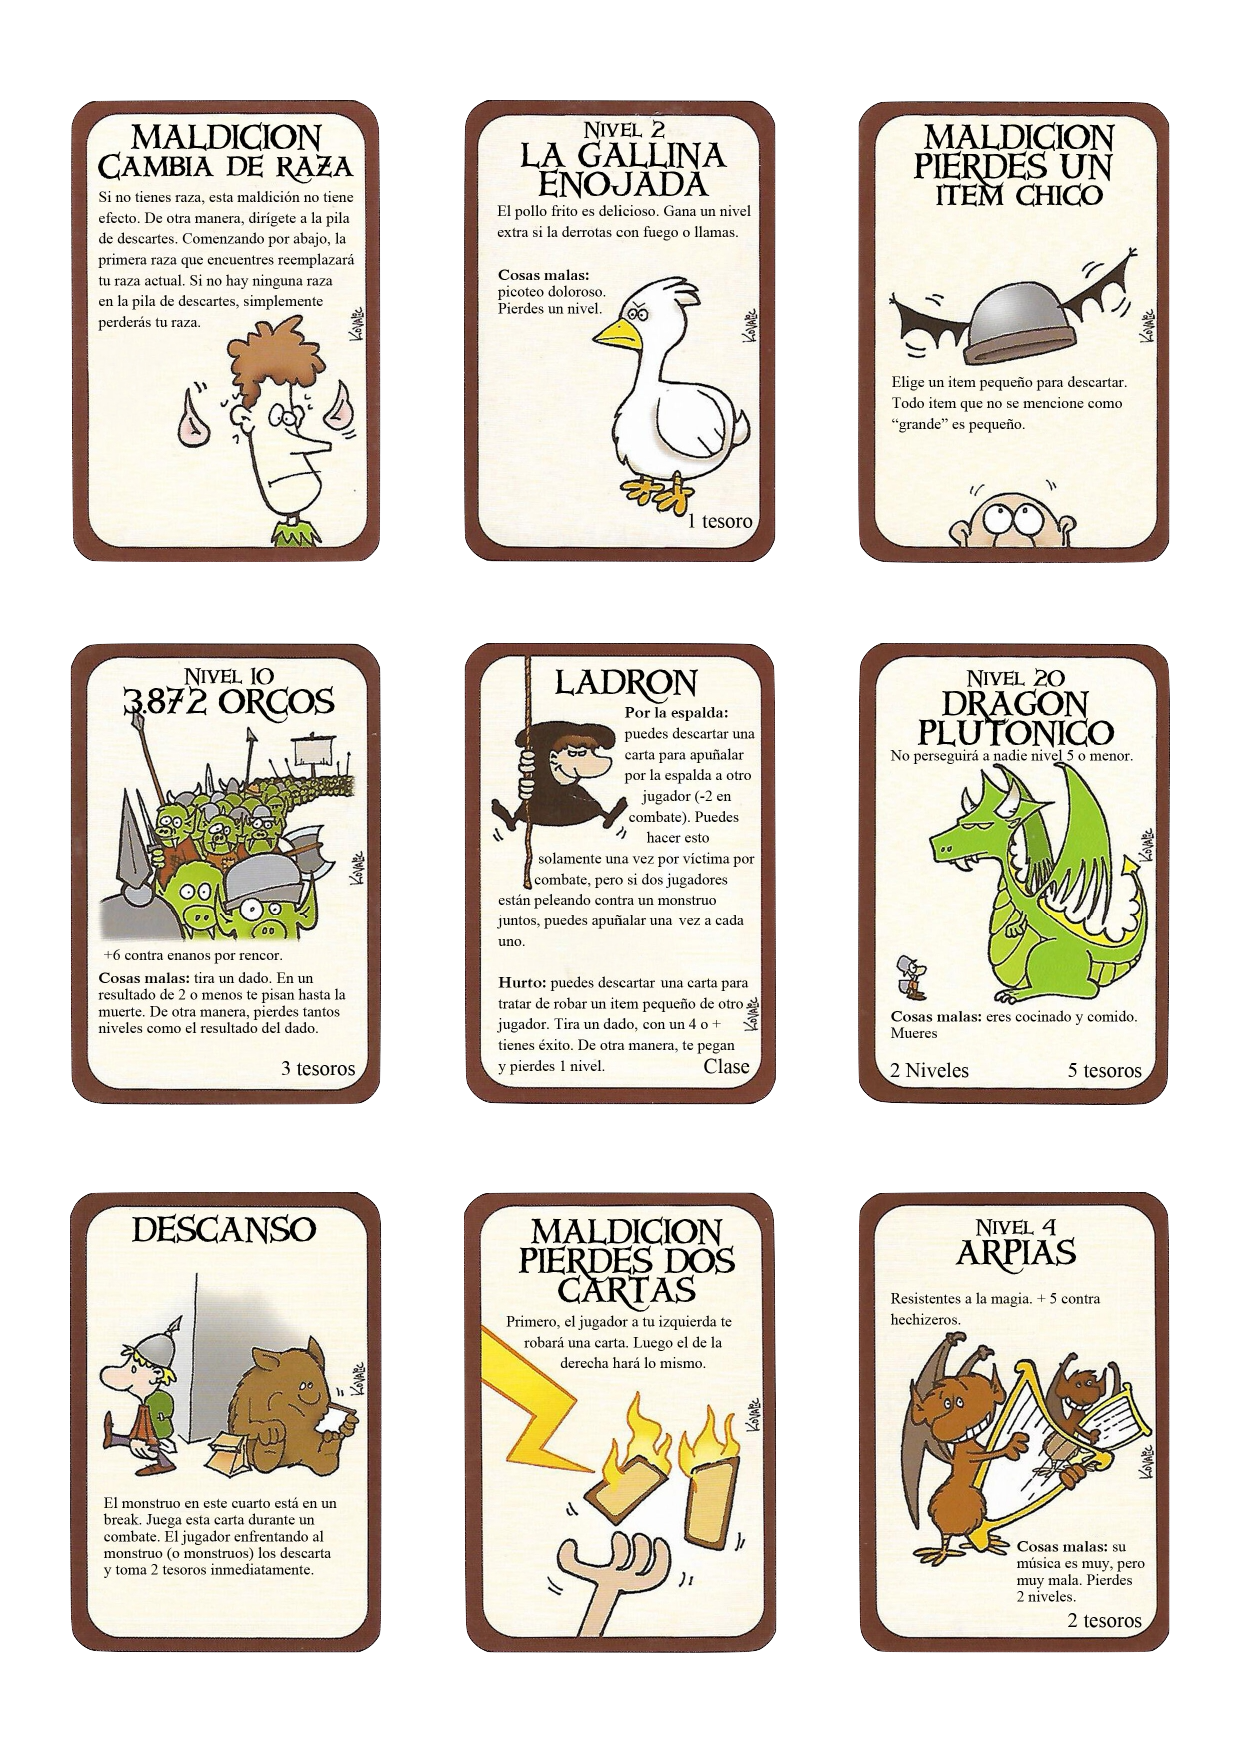 MALDICION
CAMBIA DE RAZA
Si no tienes raza, esta maldición no tiene
efecto. De otra manera, dirígete a la pila
de descartes. Comenzando por abajo, la
primera raza que encuentres reemplazará
tu raza actual. Si no hay ninguna raza
en la pila de descartes, simplemente
perderás tu raza.
KOVALIC
NIVEL 2
LA GALLINA
ENOJADA
El pollo frito es delicioso. Gana un nivel
extra si la derrotas con fuego o llamas.
Cosas malas:
picoteo doloroso.
Pierdes un nivel.
KOVALIC
1 tesoro
MALDICION
PIERDES UN
ITEM CHICO
KOVALIC
Elige un item pequeño para descartar.
Todo item que no se mencione como
“grande” es pequeño.
NIVEL 10
3.872 ORCOS
KOVALIC
+6 contra enanos por rencor.
Cosas malas: tira un dado. En un
resultado de 2 o menos te pisan hasta la
muerte. De otra manera, pierdes tantos
niveles como el resultado del dado.
3 tesoros
LADRON
Por la espalda:
puedes descartar una
carta para apuñalar
por la espalda a otro
jugador (-2 en
combate). Puedes
hacer esto
solamente una vez por víctima por
combate, pero si dos jugadores
están peleando contra un monstruo
juntos, puedes apuñalar una vez a cada
uno.
Hurto: puedes descartar una carta para
tratar de robar un item pequeño de otro
jugador. Tira un dado, con un 4 o +
tienes éxito. De otra manera, te pegan
y pierdes 1 nivel.
KOVALIC
Clase
NIVEL 20
DRAGON
PLUTONICO
No perseguirá a nadie nivel 5 o menor.
KOVALIC
Cosas malas: eres cocinado y comido.
Mueres
2 Niveles
5 tesoros
DESCANSO
KOVALIC
El monstruo en este cuarto está en un
break. Juega esta carta durante un
combate. El jugador enfrentando al
monstruo (o monstruos) los descarta
y toma 2 tesoros inmediatamente.
MALDICION
PIERDES DOS
CARTAS
Primero, el jugador a tu izquierda te
robará una carta. Luego el de la
derecha hará lo mismo.
KOVALIC
NIVEL 4
ARPIAS
Resistentes a la magia. + 5 contra
hechizeros.
KOVALIC
Cosas malas: su
música es muy, pero
muy mala. Pierdes
2 niveles.
2 tesoros